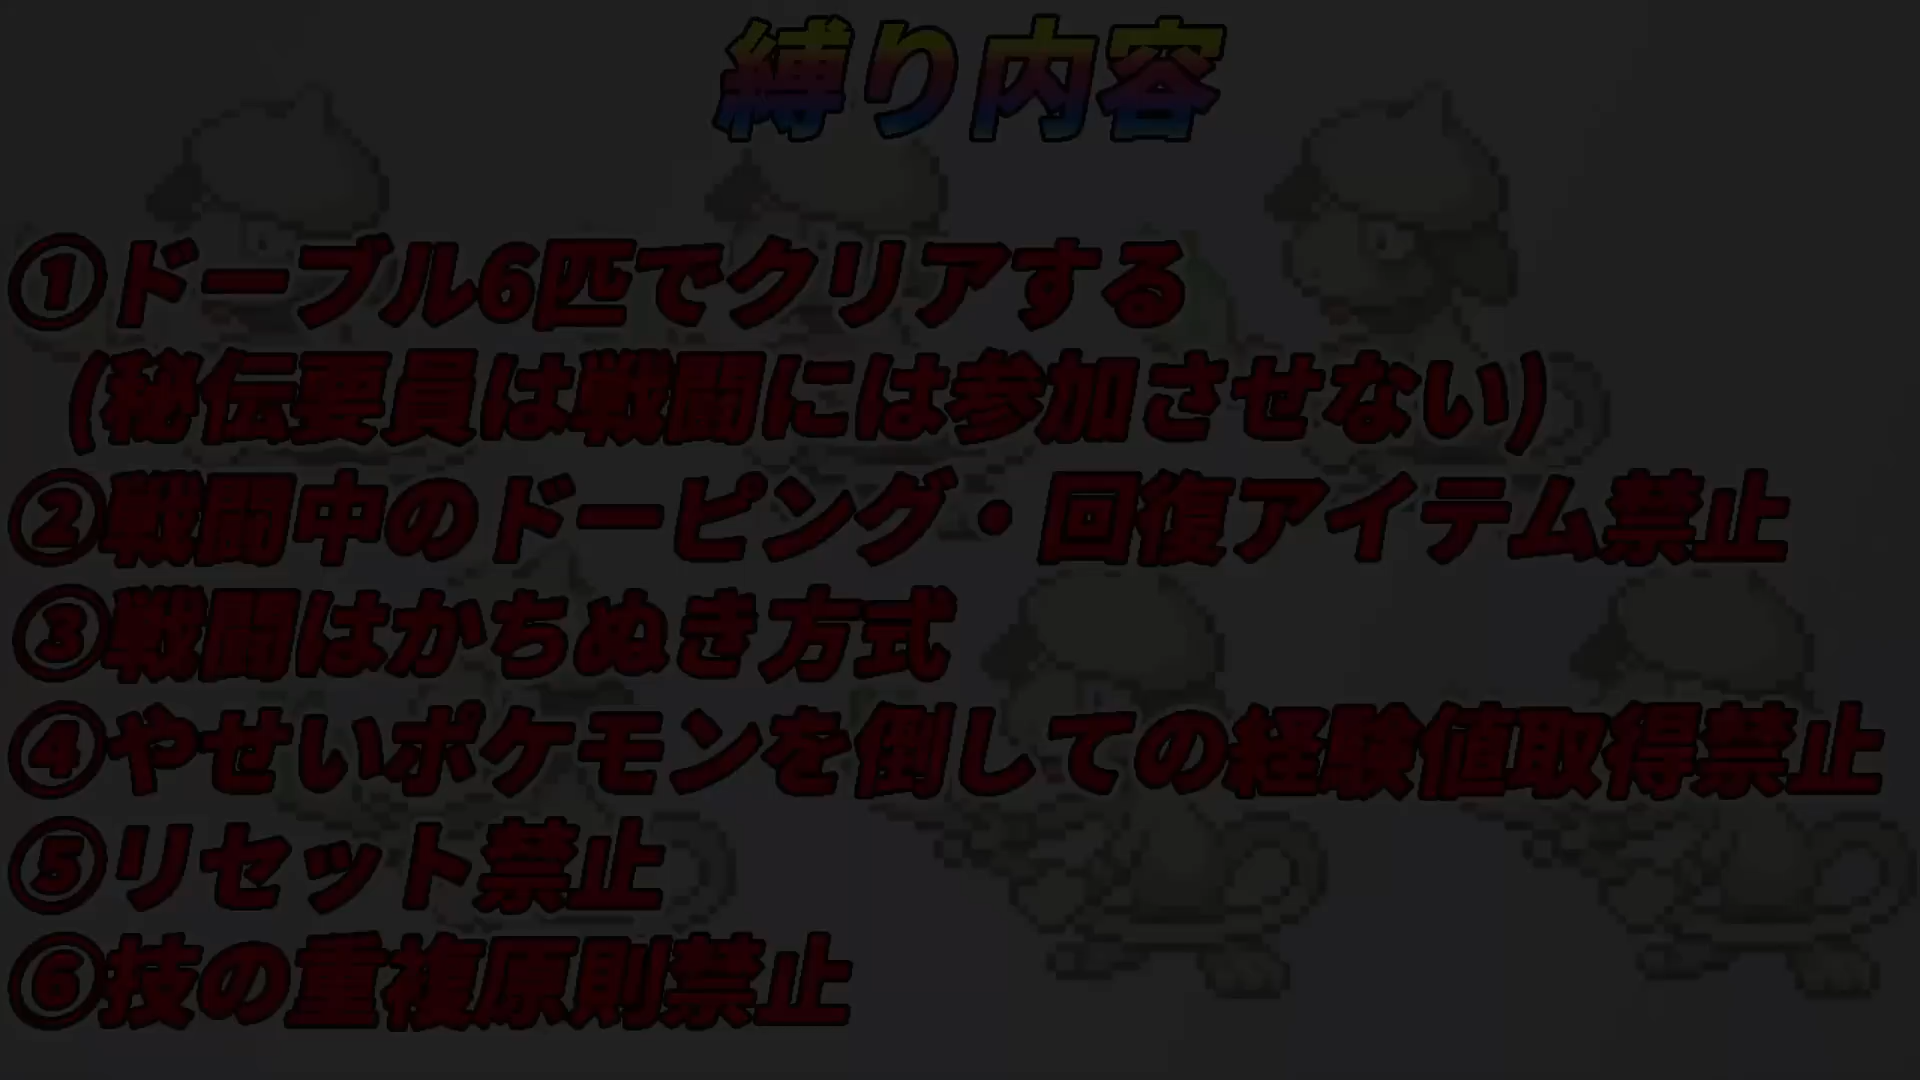 縛り内容
①ドーブル6匹でクリアする
(秘伝要員は戦闘には参加させない)
②戦闘中のドーピング・回復アイテム禁止
③戦闘はかちぬき方式
④やせいポケモンを倒しての経験値取得禁止
⑤リセット禁止
⑥技の重複原則禁止